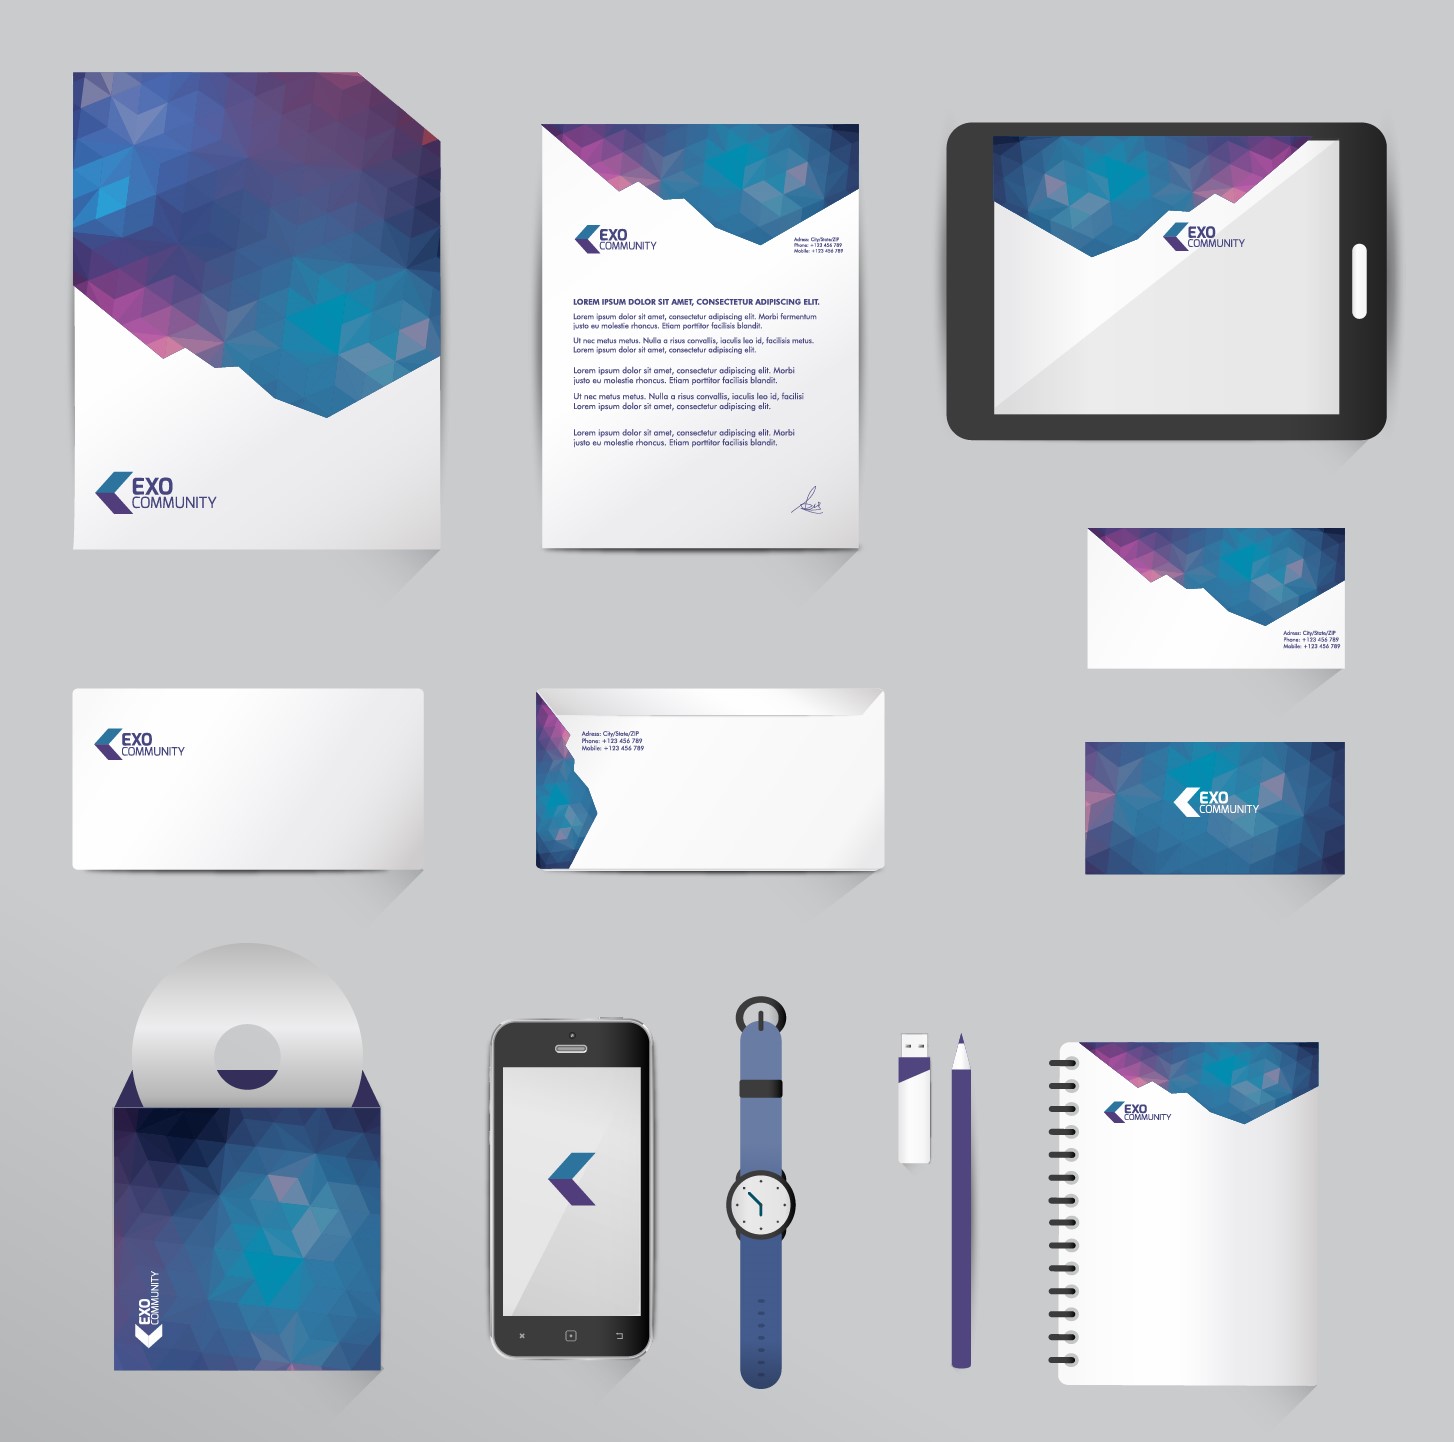 EXO
COMMUNITY
EXO
COMMUNITY
Adress: City/State/ZIP
Phone: +123 456 789
Mobile: +123 456 789
LOREM IPSUM DOLOR SIT AMET, CONSECTETUR ADIPISCING ELIT.
Lorem ipsum dolor sit amet, consectetur adipiscing elit. Morbi fermentum
justo eu molestie rhoncus. Etiam porttitor facilisis blandit.
Ut nec metus metus. Nulla a risus convallis, iaculis leo id, facilisis metus.
Lorem ipsum dolor sit amet, consectetur adipiscing elit.
Lorem ipsum dolor sit amet, consectetur adipiscing elit. Morbi
justo eu molestie rhoncus. Etiam porttitor facilisis blandit.
Ut nec metus metus. Nulla a risus convallis, iaculis leo id, facilisi
Lorem ipsum dolor sit amet, consectetur adipiscing elit.
Lorem ipsum dolor sit amet, consectetur adipiscing elit. Morbi
justo eu molestie rhoncus. Etiam porttitor facilisis blandit.
EXO
COMMUNITY
Adress: City/State/ZIP
Phone: +123 456 789
Mobile: +123 456 789
EXO
COMMUNITY
Adress: City/State/ZIP
Phone: +123 456 789
Mobile: +123 456 789
EXO
COMMUNITY
EXO
COMMUNITY
EXO
COMMUNITY